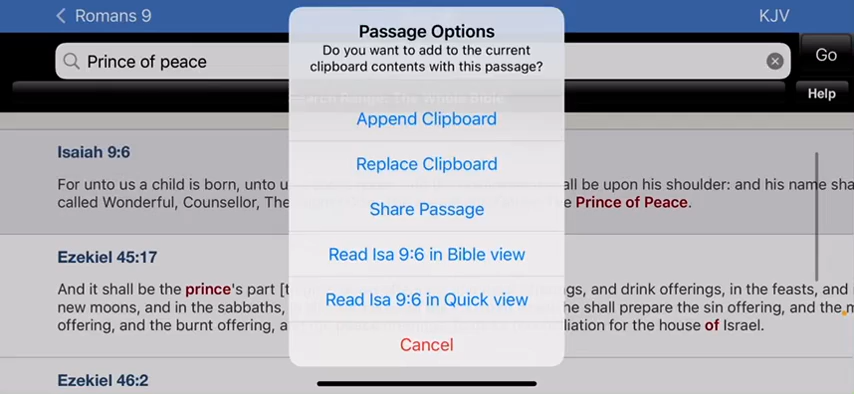 Romans 9
KJV
Prince of peace
Go
Search Range: The Whole Bible
Help
Passage Options
Do you want to add to the current
clipboard contents with this passage?
Append Clipboard
Replace Clipboard
Share Passage
Read Isa 9:6 in Bible view
Read Isa 9:6 in Quick view
Cancel
Isaiah 9:6
For unto us a child is born, unto u all be upon his shoulder: and his name sha
called Wonderful, Counsellor, The Prince of Peace.
Ezekiel 45:17
And it shall be the prince's part [t gs, and drink offerings, in the feasts, and
new moons, and in the sabbaths, he shall prepare the sin offering, and the m
offering, and the burnt offering, a iliation for the house of Israel.
Ezekiel 46:2